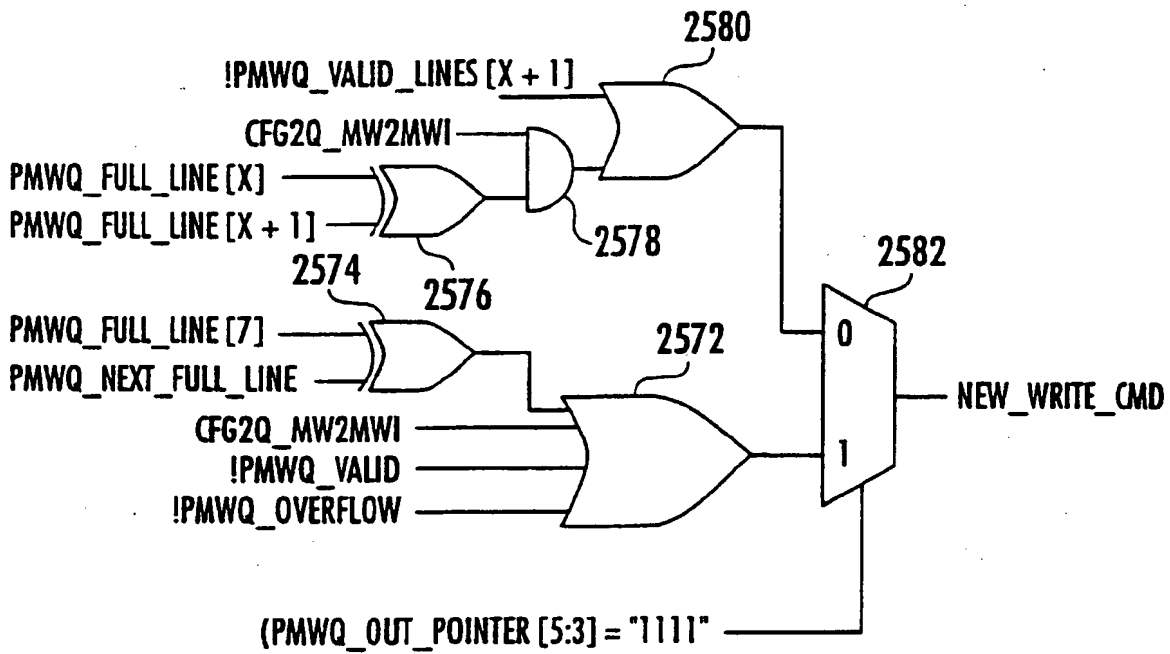 2580
!PMWQ_VALID_LINES [X + 1]
CFG2Q_MW2MWI
PMWQ_FULL_LINE [X]
PMWQ_FULL_LINE [X + 1]
2578
2576
2574
2582
PMWQ_FULL_LINE [7]
PMWQ_NEXT_FULL_LINE
2572
0
NEW_WRITE_CMD
CFG2Q_MW2MWI
1
!PMWQ_VALID
!PMWQ_OVERFLOW
(PMWQ_OUT_POINTER [5:3] = "1111"